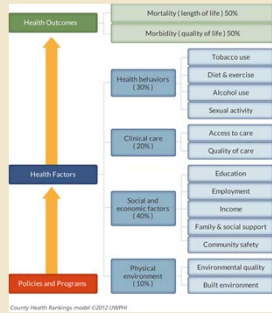 Health Outcomes
Mortality (length of life) 50%
Morbidity (quality of life) 50%
Health Factors
Health behaviors
(30%)
Tobacco use
Diet & exercise
Alcohol use
Sexual activity
Clinical care
(20%)
Access to care
Quality of care
Social and
economic factors
(40%)
Education
Employment
Income
Family & social support
Community safety
Physical
environment
(10%)
Environmental quality
Built environment
Policies and Programs
County Health Rankings model ©2012 UWPHI